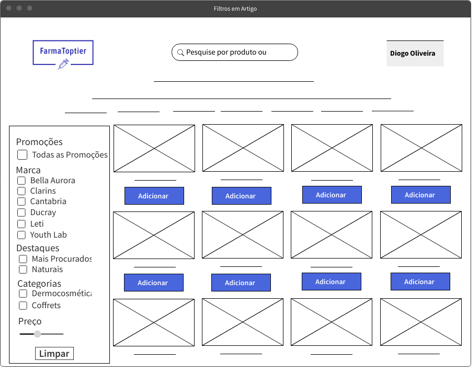 Filtros em Artigo
FarmaToptier
Pesquise por produto ou
Diogo Oliveira
Promoções
Todas as Promoções
Marca
Bella Aurora
Clarins
Cantabria
Ducray
Leti
Youth Lab
Destaques
Mais Procurados
Naturais
Categorias
Dermocosmétic
Coffrets
Preço
Limpar
Adicionar
Adicionar
Adicionar
Adicionar
Adicionar
Adicionar
Adicionar
Adicionar